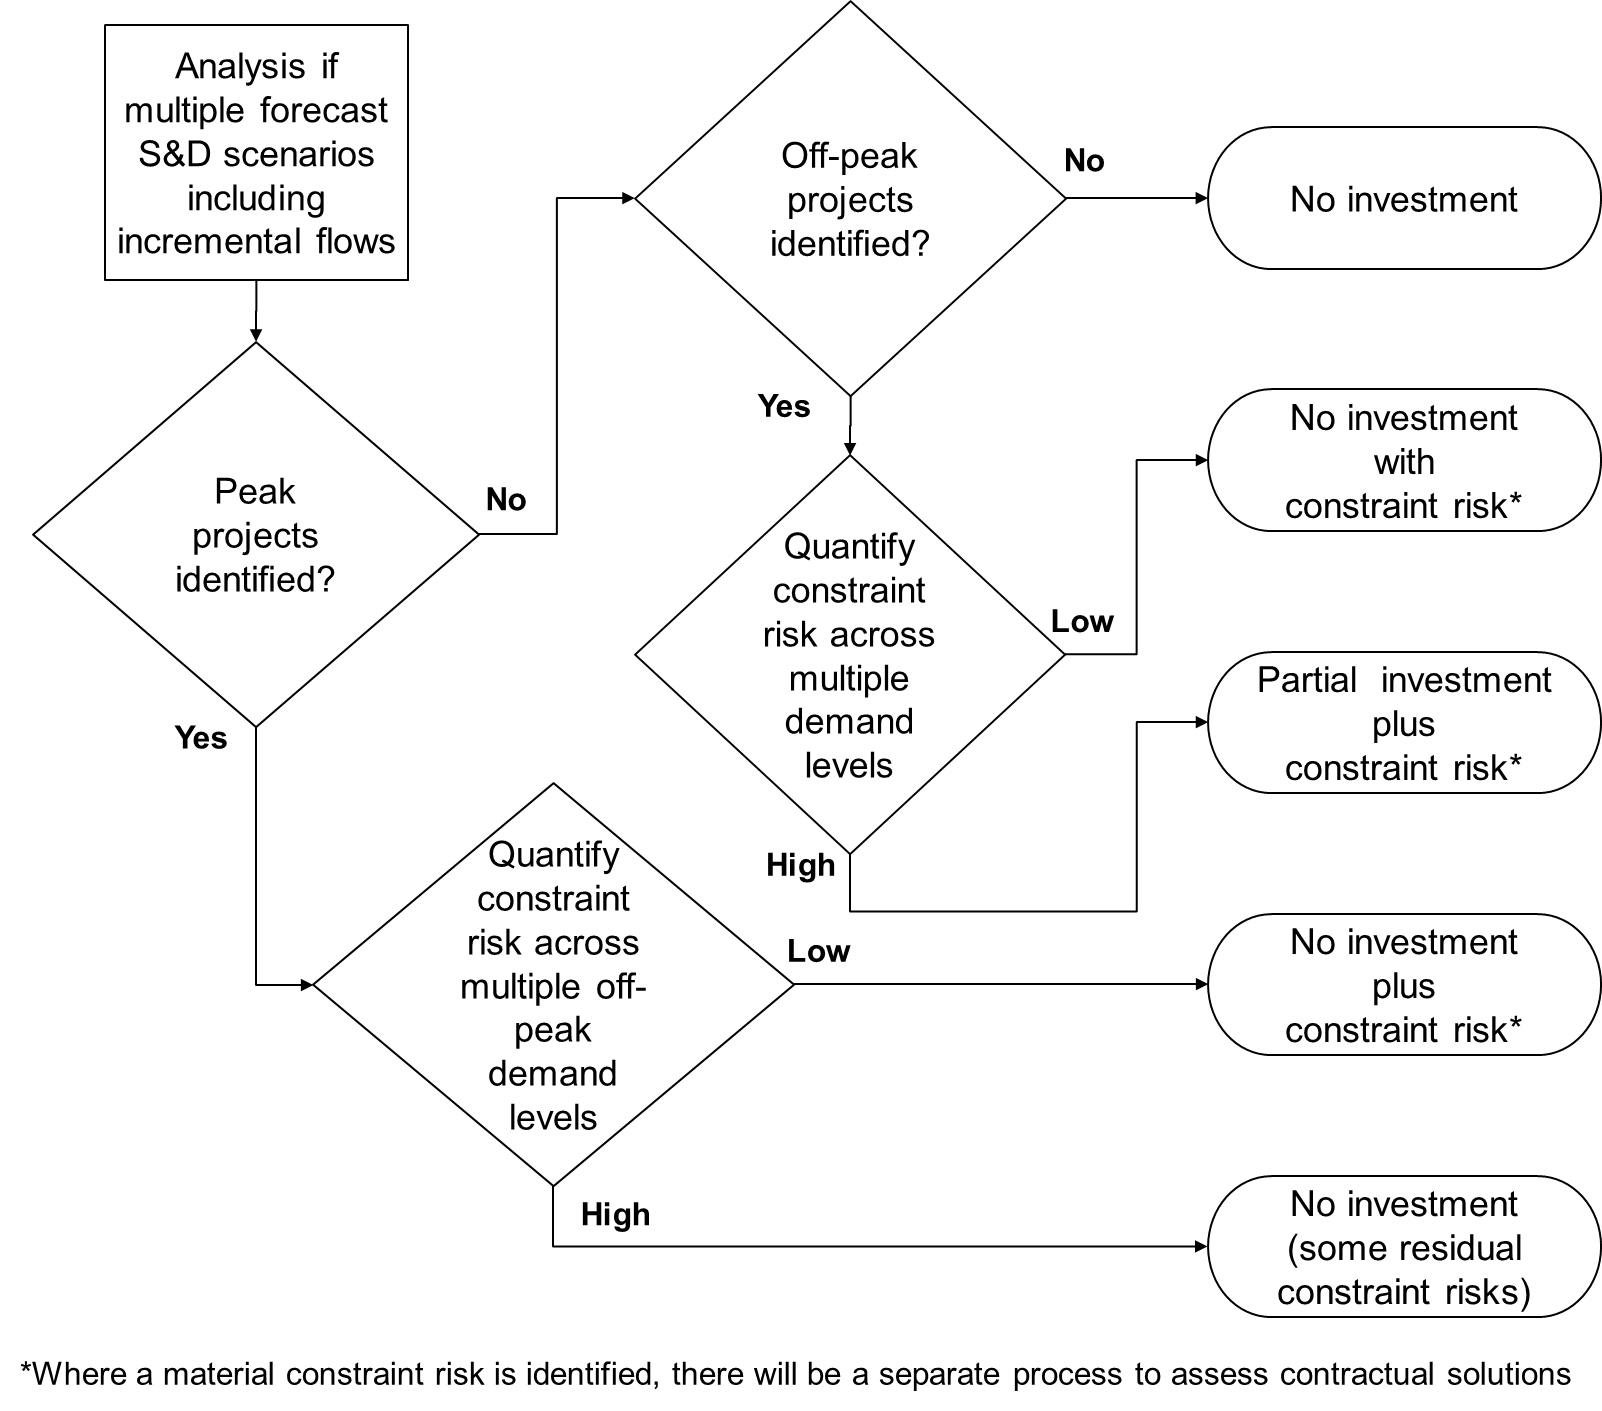 Analysis if
multiple forecast
S&D scenarios
including
incremental flows
Peak
projects
identified?
No
Yes
Off-peak
projects
identified?
No
Yes
No investment
Quantify
constraint
risk across
multiple
demand
levels
Low
High
No investment
with
constraint risk*
Partial investment
plus
constraint risk*
Quantify
constraint
risk across
multiple off-
peak
demand
levels
Low
High
No investment
plus
constraint risk*
No investment
(some residual
constraint risks)
*Where a material constraint risk is identified, there will be a separate process to assess contractual solutions